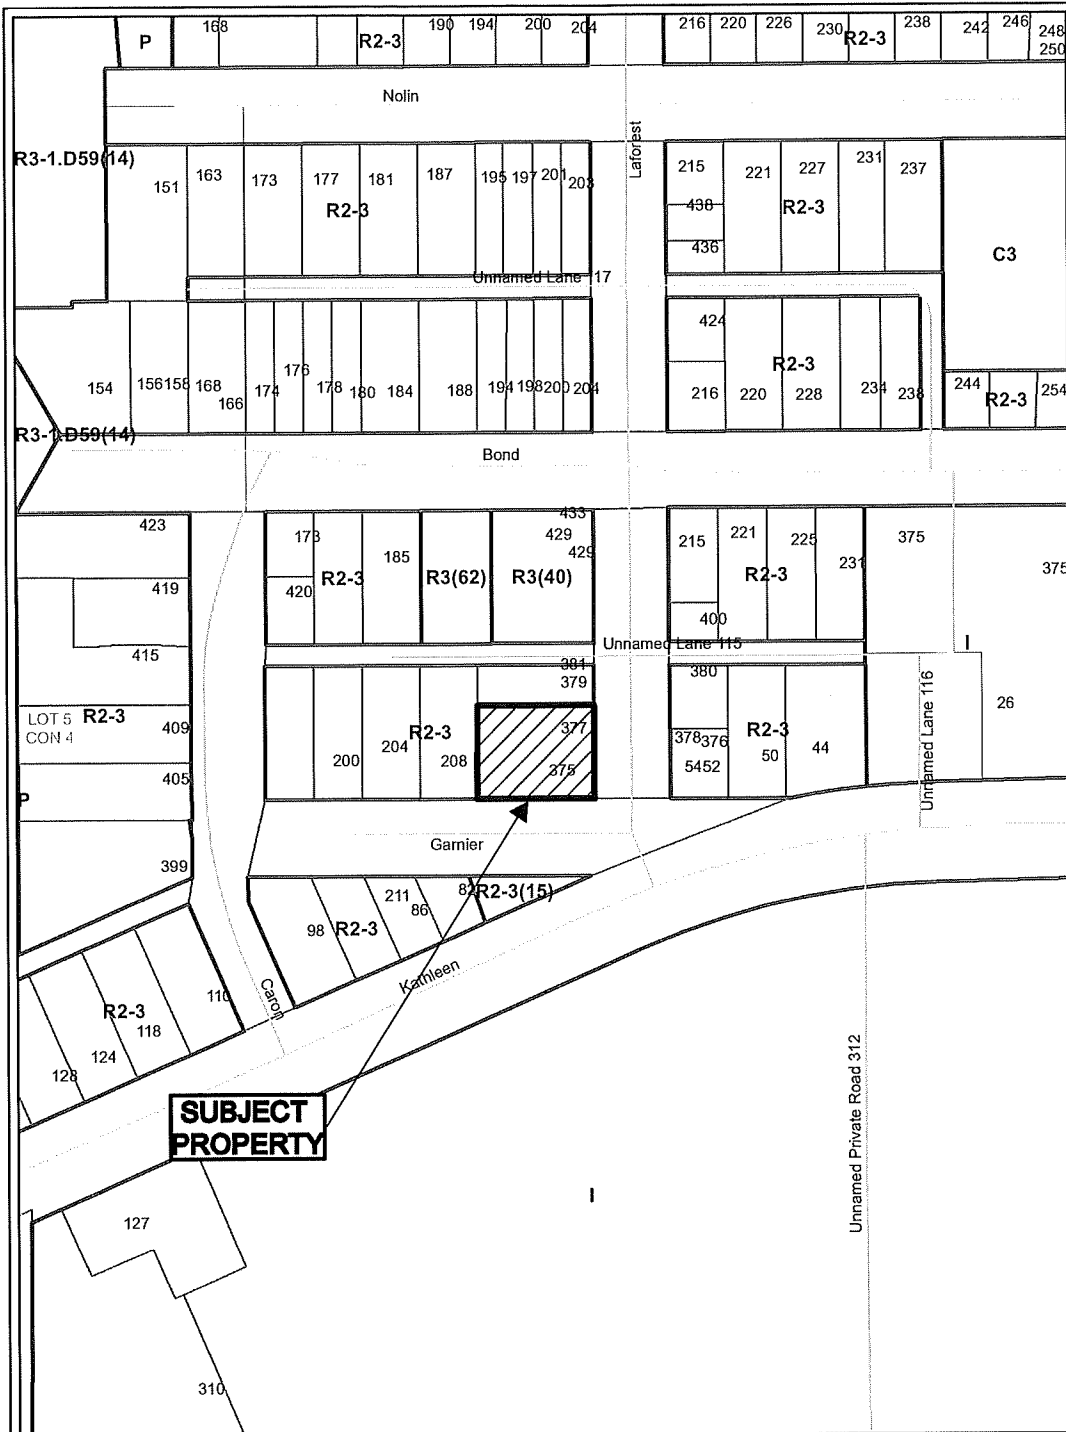 P
168
R2-3
190
194
200
204
216
220
226
230
R2-3
238
242
246
248
250
Nolin
Laforest
R3-1.D59(14)
151
163
173
177
181
187
195
197
201
203
R2-3
215
438
436
221
227
231
237
R2-3
C3
Unnamed Lane 117
154
156
158
168
166
174
176
178
180
184
188
194
198
200
204
424
216
220
228
234
238
R2-3
244
R2-3
254
R3-1.D59(14)
Bond
423
419
415
LOT 5
CON 4
R2-3
409
405
P
399
173
420
R2-3
185
R3(62)
R3(40)
433
429
429
215
221
225
231
R2-3
400
375
375
I
Unnamed Lane 115
381
379
377
375
200
204
R2-3
208
380
378
376
54
52
50
R2-3
44
Unnamed Lane 116
26
Garnier
98
R2-3
211
86
82
R2-3(15)
Caron
Kathleen
110
R2-3
118
124
128
SUBJECT
PROPERTY
Unnamed Private Road 312
I
127
310